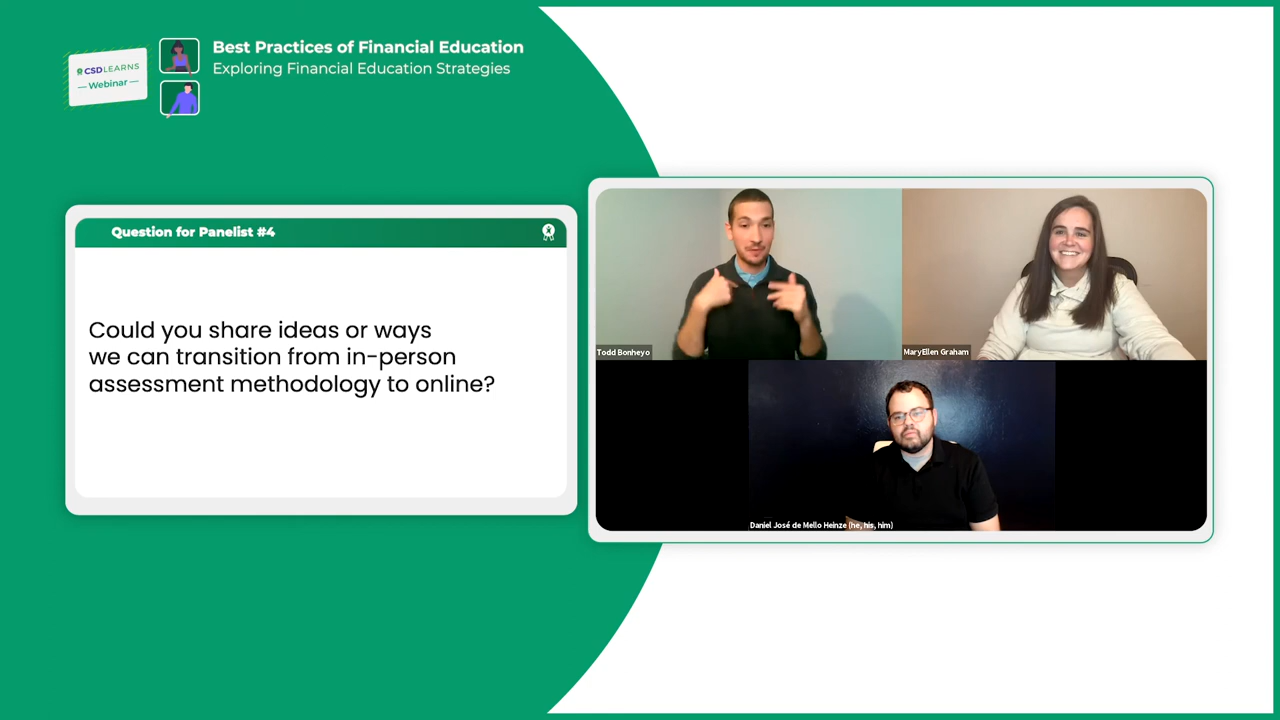 CSDLEARNS
— Webinar —
Best Practices of Financial Education
Exploring Financial Education Strategies
Question for Panelist #4
Could you share ideas or ways
we can transition from in-person
assessment methodology to online?
Todd Bonheyo
MaryEllen Graham
Daniel José de Mello Heinze (he, his, him)